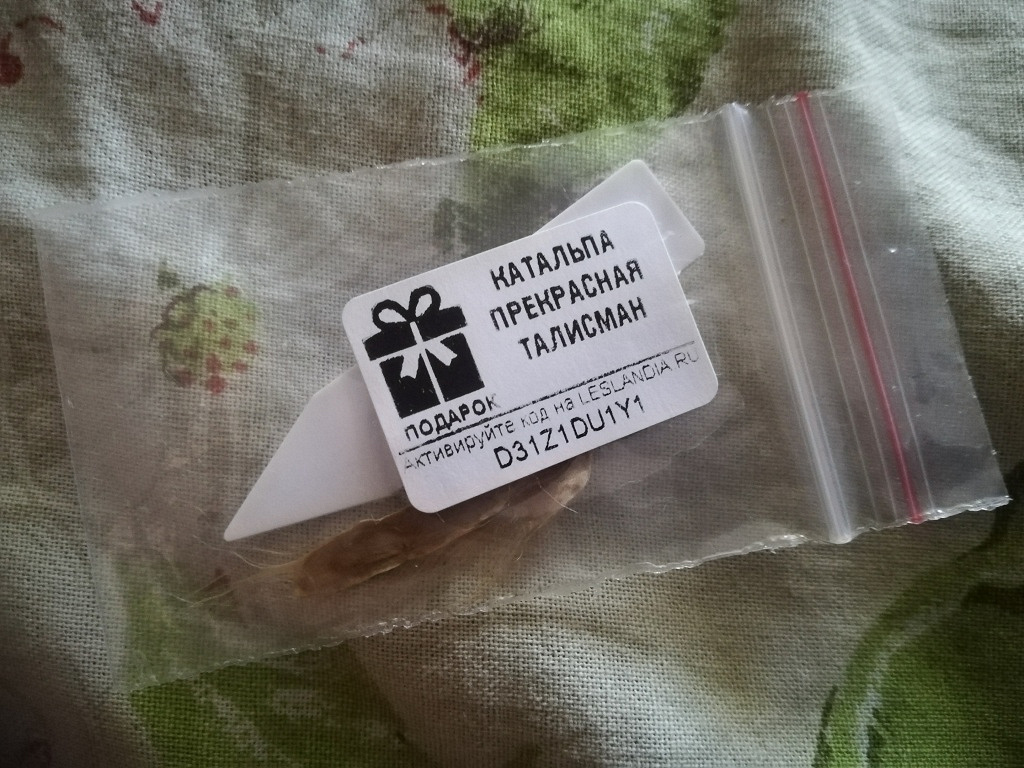 КАТАЛЬПА
ПРЕКРАСНАЯ
ТАЛИСМАН
ПОДАРОК
Активируйте код на LESLANDIA.RU
D31Z1DU1Y1